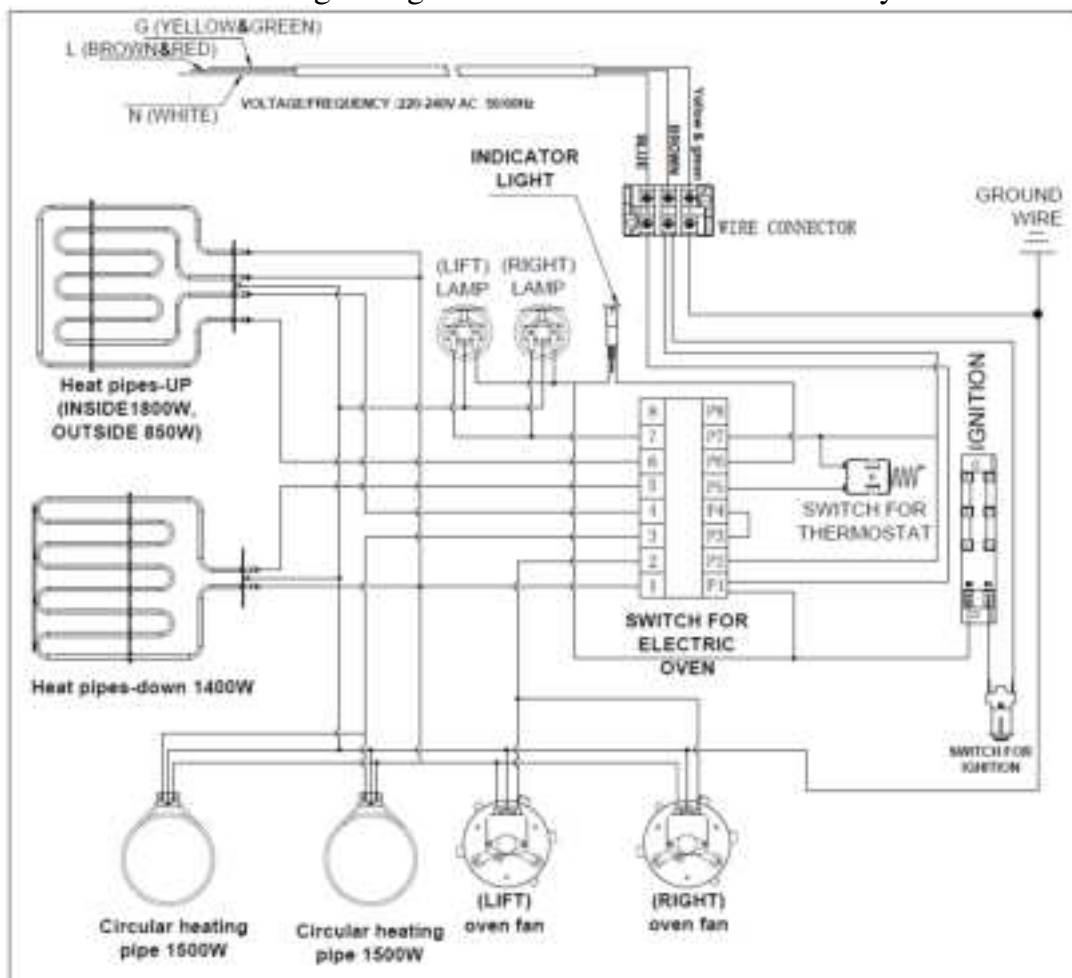 G (YELLOW&GREEN)
L (BROWN&RED)
N (WHITE)
VOLTAGE/FREQUENCY :220-240V AC 50/60Hz
BLUE
BROWN
Yellow & green
INDICATOR
LIGHT
WIRE CONNECTOR
GROUND
WIRE
(LIFT)
LAMP
(RIGHT)
LAMP
Heat pipes-UP
(INSIDE1800W,
OUTSIDE 850W)
IGNITION
8 P8
7 P7
6 P6
5 P5
4 P4
3 P3
2 P2
1 P1
SWITCH FOR
THERMOSTAT
SWITCH FOR
ELECTRIC
OVEN
Heat pipes-down 1400W
SWITCH FOR
IGNITION
Circular heating
pipe 1500W
Circular heating
pipe 1500W
(LIFT)
oven fan
(RIGHT)
oven fan